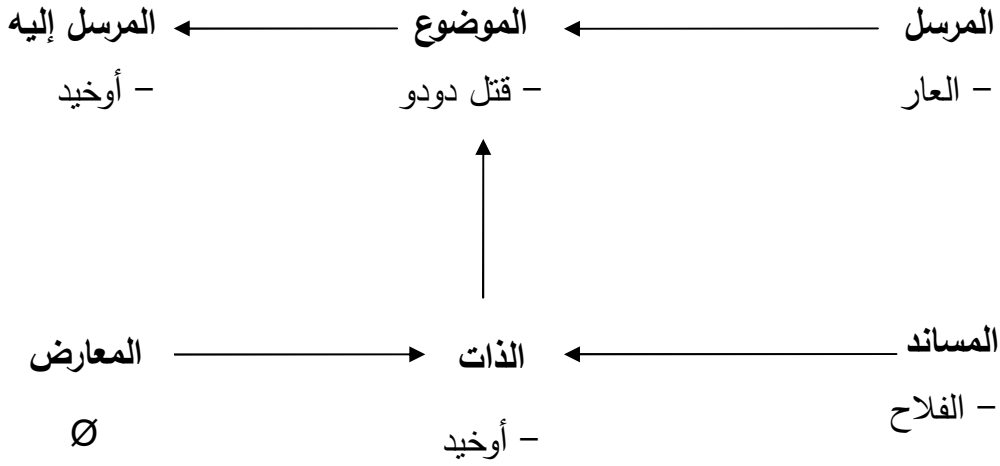 المرسل
الموضوع
المرسل إليه
– العار
– قتل دودو
– أوخيد
المساند
الذات
المعارض
– الفلاح
– أوخيد
Ø